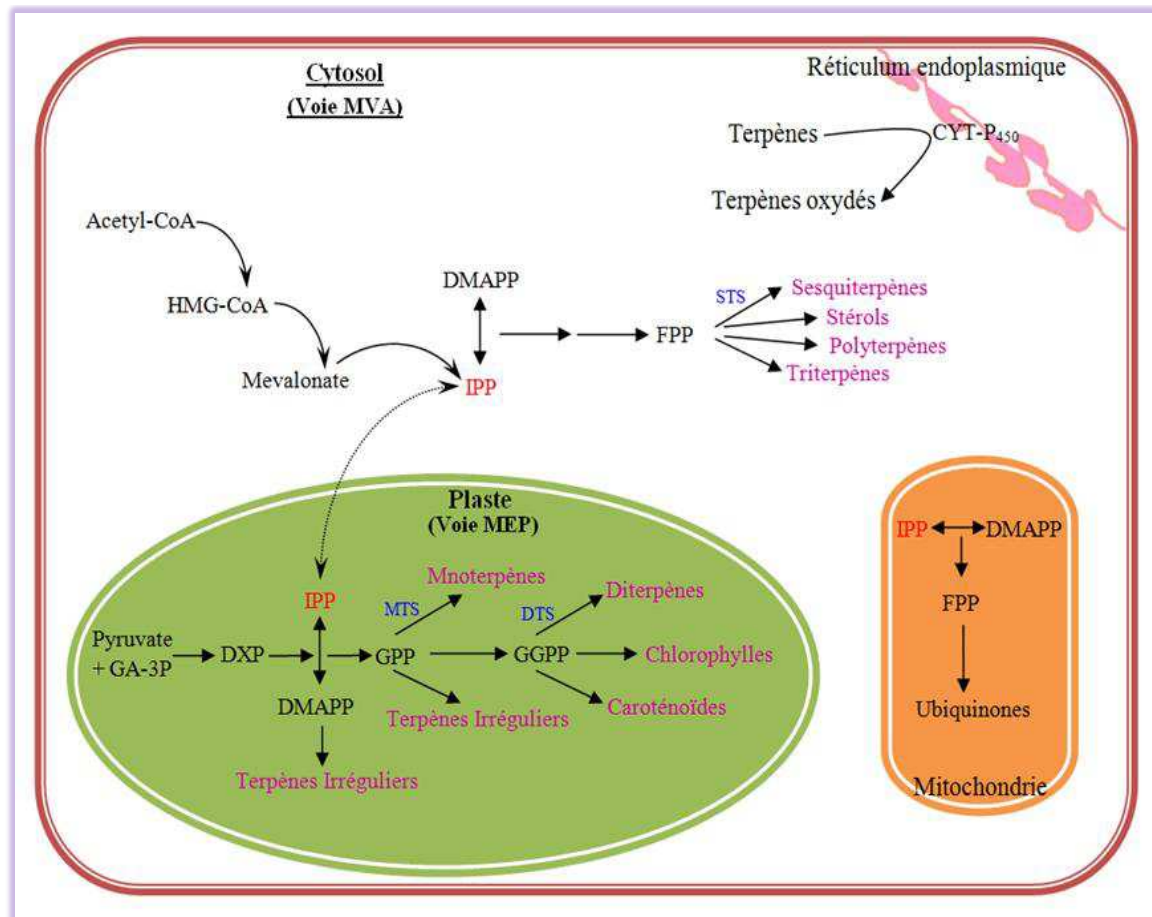 Cytosol
(Voie MVA)
Réticulum endoplasmique
Terpènes
CYT-P450
Terpènes oxydés
Acetyl-CoA
HMG-CoA
Mevalonate
DMAPP
IPP
FPP
STS
Sesquiterpènes
Stérols
Polyterpènes
Triterpènes
Plaste
(Voie MEP)
Mnoterpènes
IPP
MTS
DTS
Diterpènes
Pyruvate
+ GA-3P
DXP
GPP
GGPP
Chlorophylles
DMAPP
Terpènes Irréguliers
Caroténoïdes
Terpènes Irréguliers
IPP
DMAPP
FPP
Ubiquinones
Mitochondrie